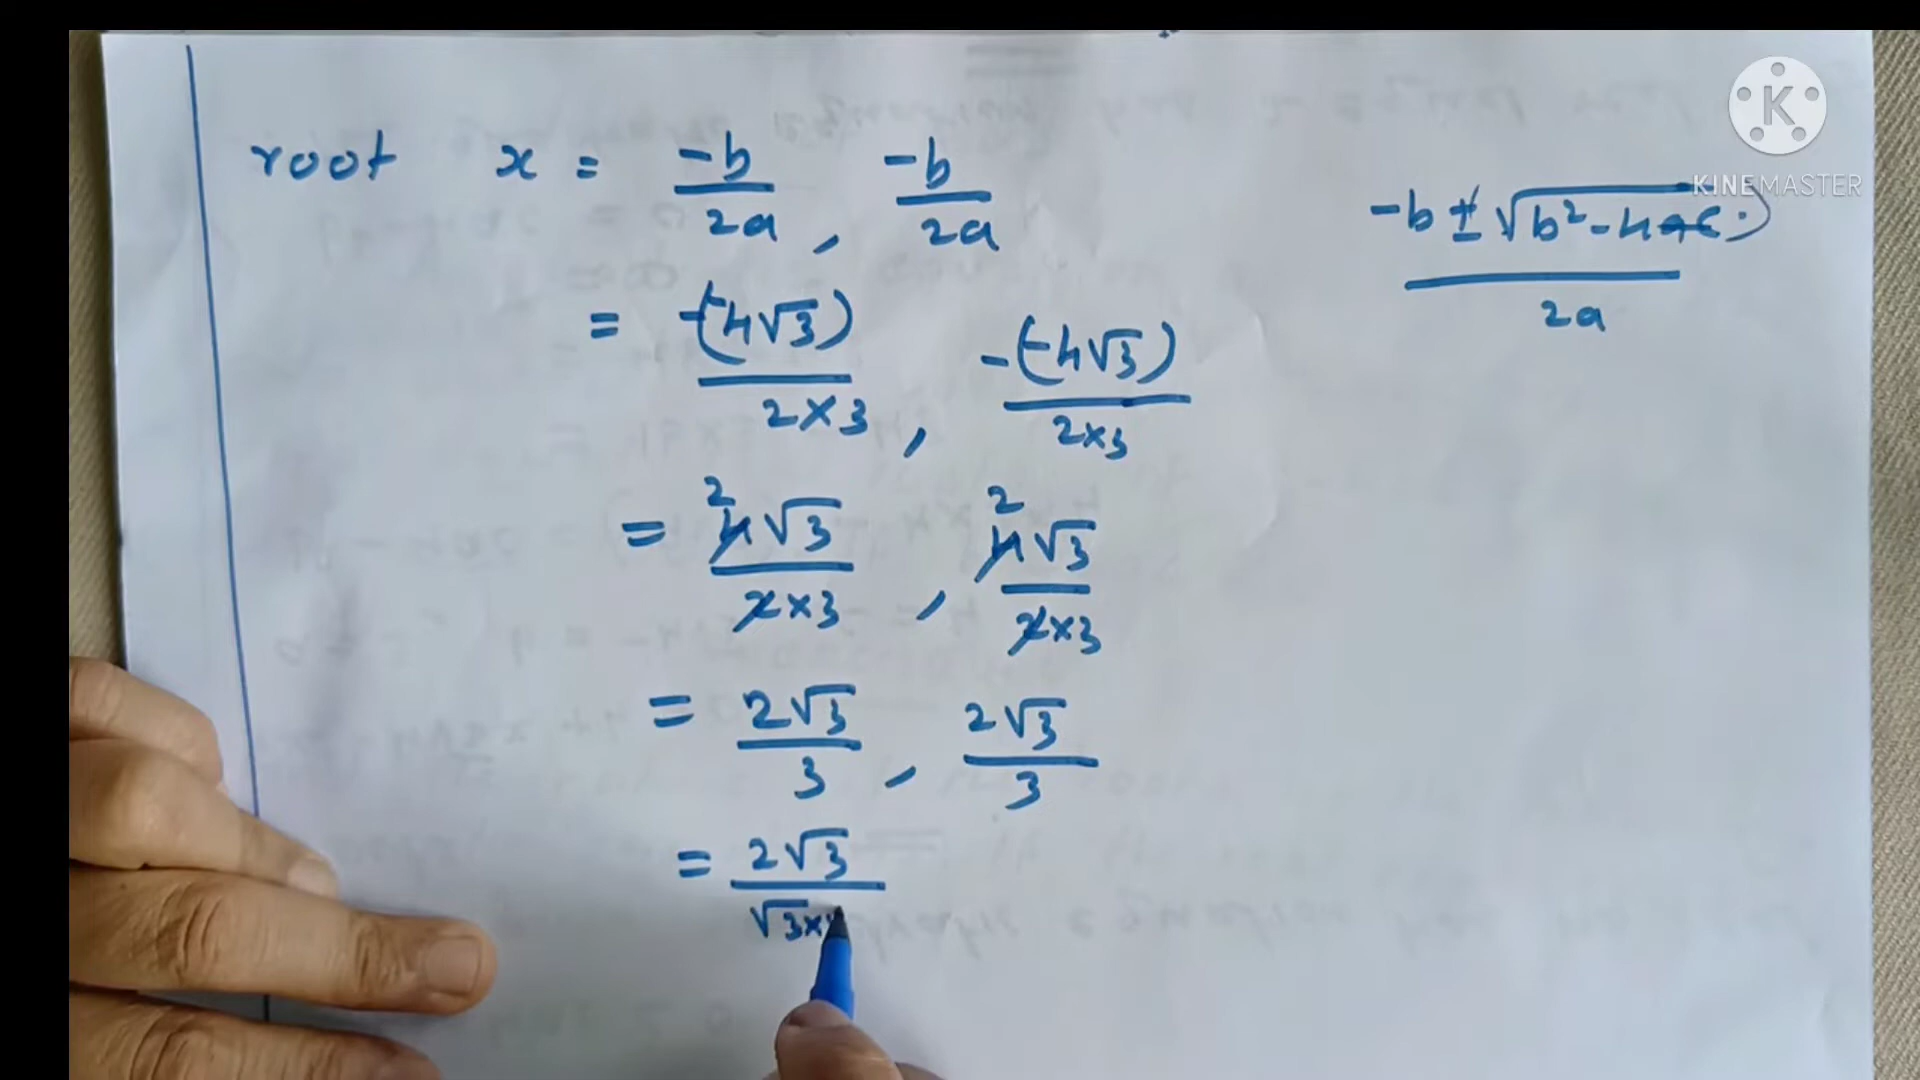 root x = -b/2a , -b/2a
-b ± √b² - 4ac / 2a
= -(-4√3) / 2×3 , -(-4√3) / 2×3
= 4√3 / 2×3 , 4√3 / 2×3
2 2
= 2√3 / 3 , 2√3 / 3
= 2√3 / √3×
K
KINEMASTER